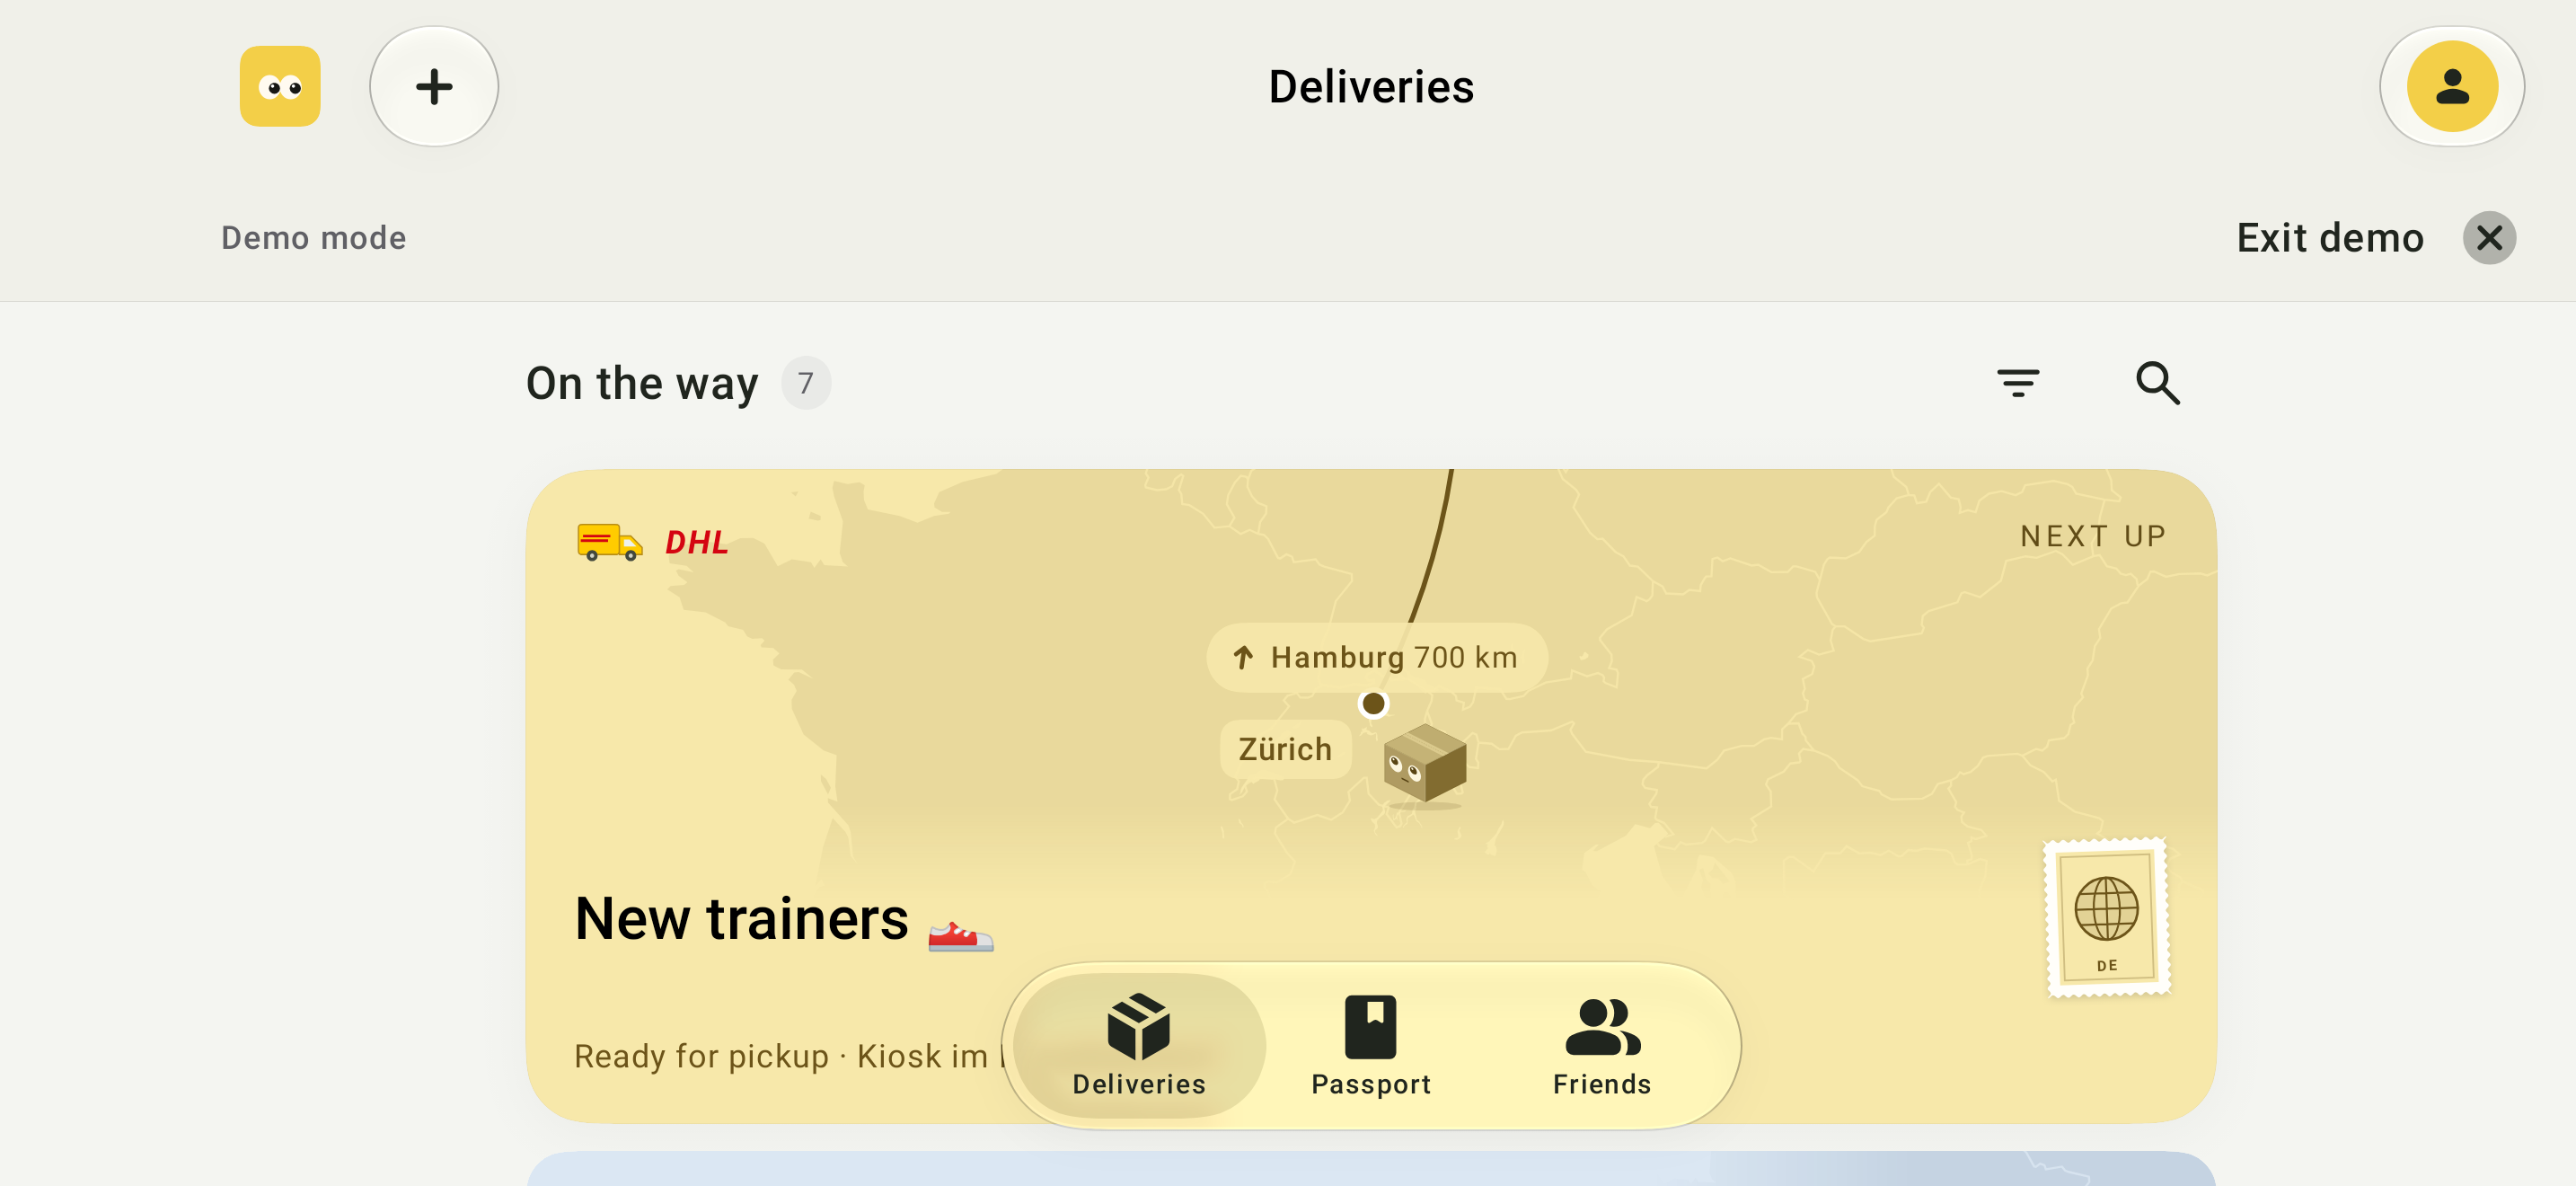 Deliveries
Demo mode
Exit demo
On the way 7
DHL
NEXT UP
Hamburg 700 km
Zürich
DE
New trainers
Ready for pickup · Kiosk im
Deliveries
Passport
Friends